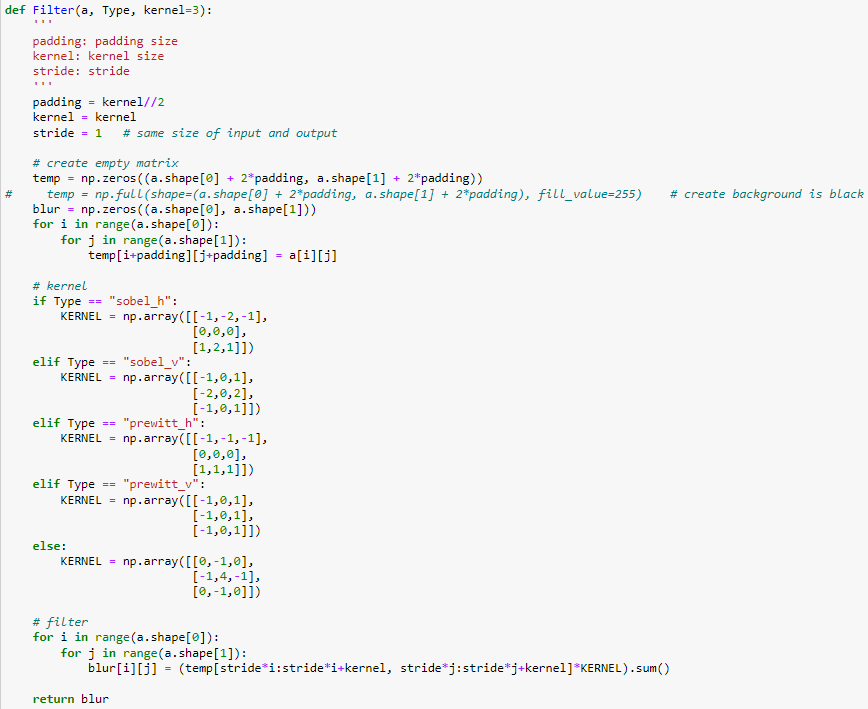 def Filter(a, Type, kernel=3):
    '''
    padding: padding size
    kernel: kernel size
    stride: stride
    '''
    padding = kernel//2
    kernel = kernel
    stride = 1   # same size of input and output

    # create empty matrix
    temp = np.zeros((a.shape[0] + 2*padding, a.shape[1] + 2*padding))
#     temp = np.full(shape=(a.shape[0] + 2*padding, a.shape[1] + 2*padding), fill_value=255)    # create background is black
    blur = np.zeros((a.shape[0], a.shape[1]))
    for i in range(a.shape[0]):
        for j in range(a.shape[1]):
            temp[i+padding][j+padding] = a[i][j]

    # kernel
    if Type == "sobel_h":
        KERNEL = np.array([[-1,-2,-1],
                           [0,0,0],
                           [1,2,1]])
    elif Type == "sobel_v":
        KERNEL = np.array([[-1,0,1],
                           [-2,0,2],
                           [-1,0,1]])
    elif Type == "prewitt_h":
        KERNEL = np.array([[-1,-1,-1],
                           [0,0,0],
                           [1,1,1]])
    elif Type == "prewitt_v":
        KERNEL = np.array([[-1,0,1],
                           [-1,0,1],
                           [-1,0,1]])
    else:
        KERNEL = np.array([[0,-1,0],
                           [-1,4,-1],
                           [0,-1,0]])

    # filter
    for i in range(a.shape[0]):
        for j in range(a.shape[1]):
            blur[i][j] = (temp[stride*i:stride*i+kernel, stride*j:stride*j+kernel]*KERNEL).sum()

    return blur